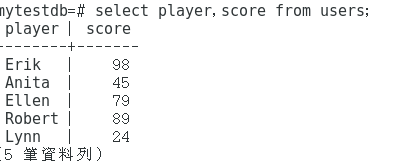 mytestdb=# select player,score from users;
player | score
--------+-------
Erik | 98
Anita | 45
Ellen | 79
Robert | 89
Lynn | 24
(5 筆資料列)